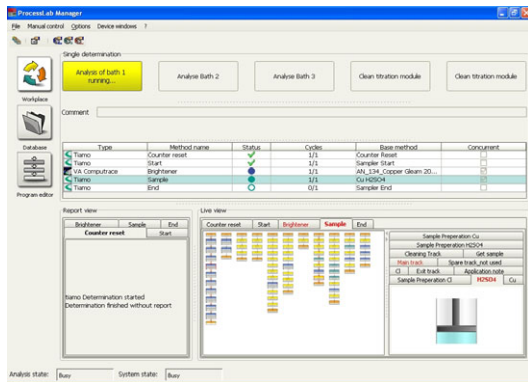 ProcessLab Manager
File Manual control Options Device windows ?
Single determination
Analysis of bath 1 running...
Analyse Bath 2
Analyse Bath 3
Clean titration module
Clean titration module
Workplace
Comment
Database
Program editor
Type Method name Status Cycles Base method Concurrent
Tiamo Counter reset 1/1 Counter Reset
Tiamo Start 1/1 Sampler Start
VA Computrace Brightener 1/1 AN_134_Copper Gleam 20...
Tiamo Sample 1/1 Cu H2SO4
Tiamo End 0/1 Sampler End
Report view
Brightener Sample End
Counter reset Start
tiamo Determination started
Determination finished without report
Live view
Counter reset Start Brightener Sample End
Sample Preperation Cu
Sample Preperation H2SO4
Cleaning Track Get sample
Main track Spare track_not used
Cl Exit track Application note
Sample Preperation Cl H2SO4 Cu
Analysis state: Busy System state: Busy